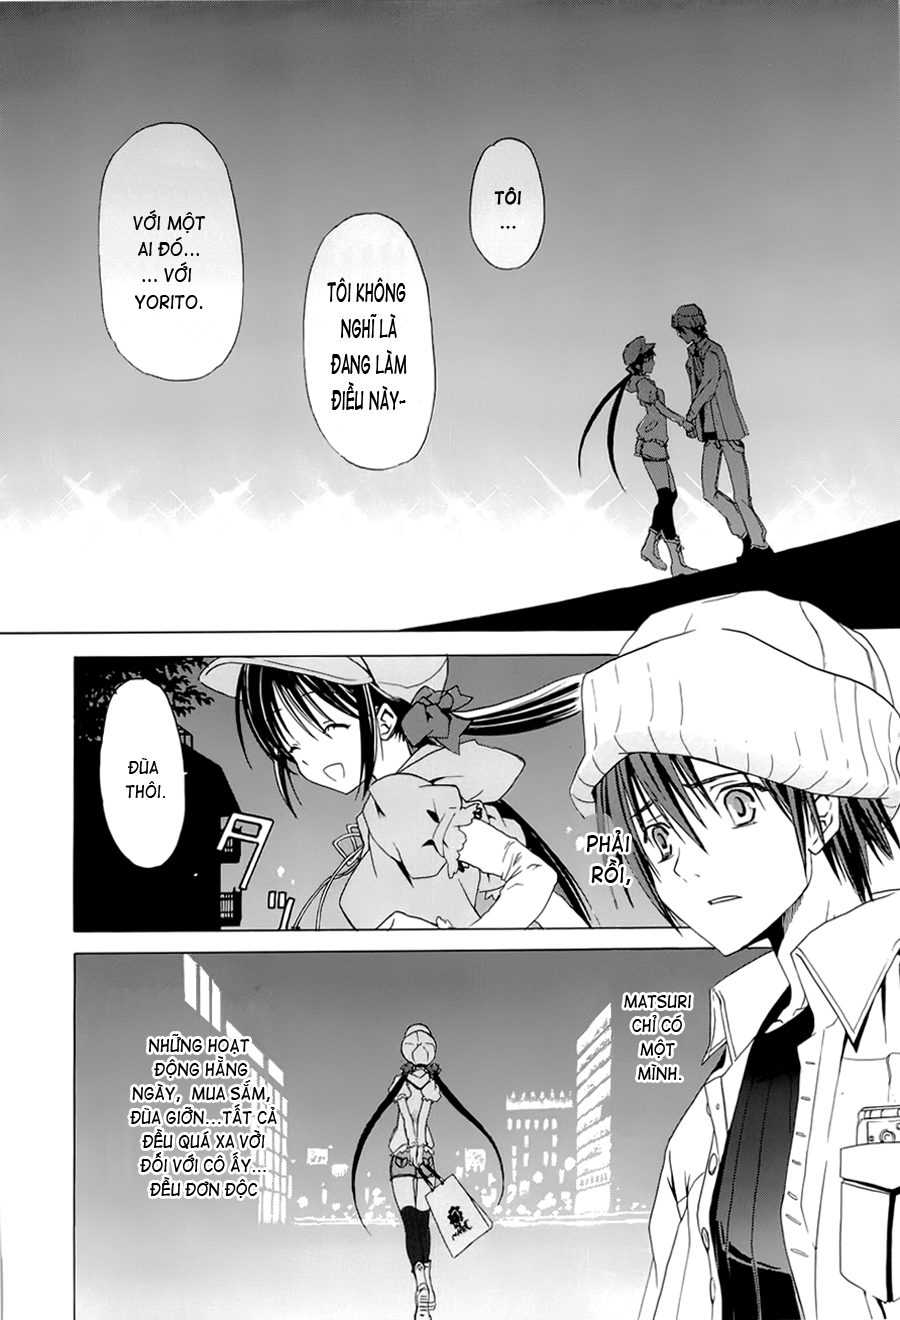 TÔI
...
TÔI KHÔNG
NGHĨ LÀ
ĐANG LÀM
ĐIỀU NÀY-
VỚI MỘT
AI ĐÓ...
... VỚI
YORITO.
PHẢI
RỒI,
ĐÙA
THÔI.
MATSURI
CHỈ CÓ
MỘT
MÌNH.
NHỮNG HOẠT
ĐỘNG HẰNG
NGÀY, MUA SẮM,
ĐÙA GIỠN...TẤT CẢ
ĐỀU QUÁ XA VỜI
ĐỐI VỚI CÔ ẤY...
ĐỀU ĐƠN ĐỘC